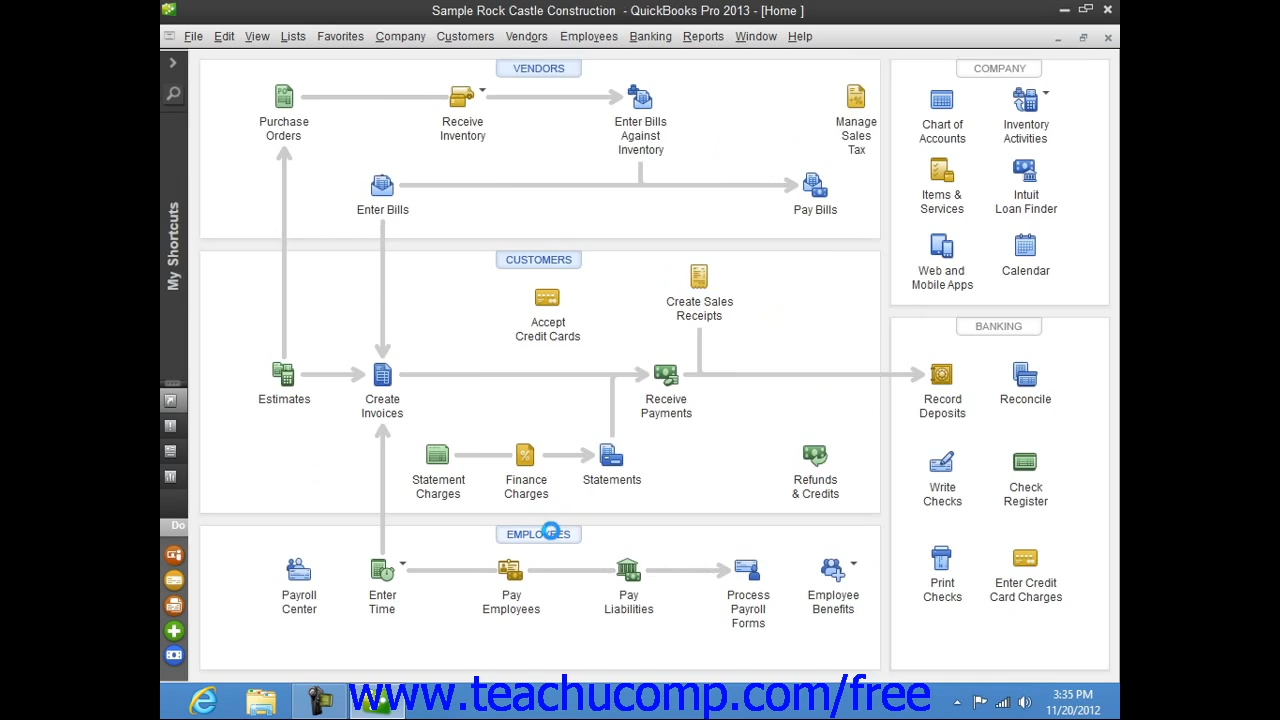 Sample Rock Castle Construction - QuickBooks Pro 2013 - [Home ]
File Edit View Lists Favorites Company Customers Vendors Employees Banking Reports Window Help
My Shortcuts
Do
VENDORS
Purchase
Orders
Receive
Inventory
Enter Bills
Against
Inventory
Manage
Sales
Tax
Enter Bills
Pay Bills
CUSTOMERS
Create Sales
Receipts
Accept
Credit Cards
Estimates
Create
Invoices
Receive
Payments
Statement
Charges
Finance
Charges
Statements
Refunds
& Credits
EMPLOYEES
Payroll
Center
Enter
Time
Pay
Employees
Pay
Liabilities
Process
Payroll
Forms
Employee
Benefits
COMPANY
Chart of
Accounts
Inventory
Activities
Items &
Services
Intuit
Loan Finder
Web and
Mobile Apps
Calendar
BANKING
Record
Deposits
Reconcile
Write
Checks
Check
Register
Print
Checks
Enter Credit
Card Charges
www.teachucomp.com/free
3:35 PM
11/20/2012